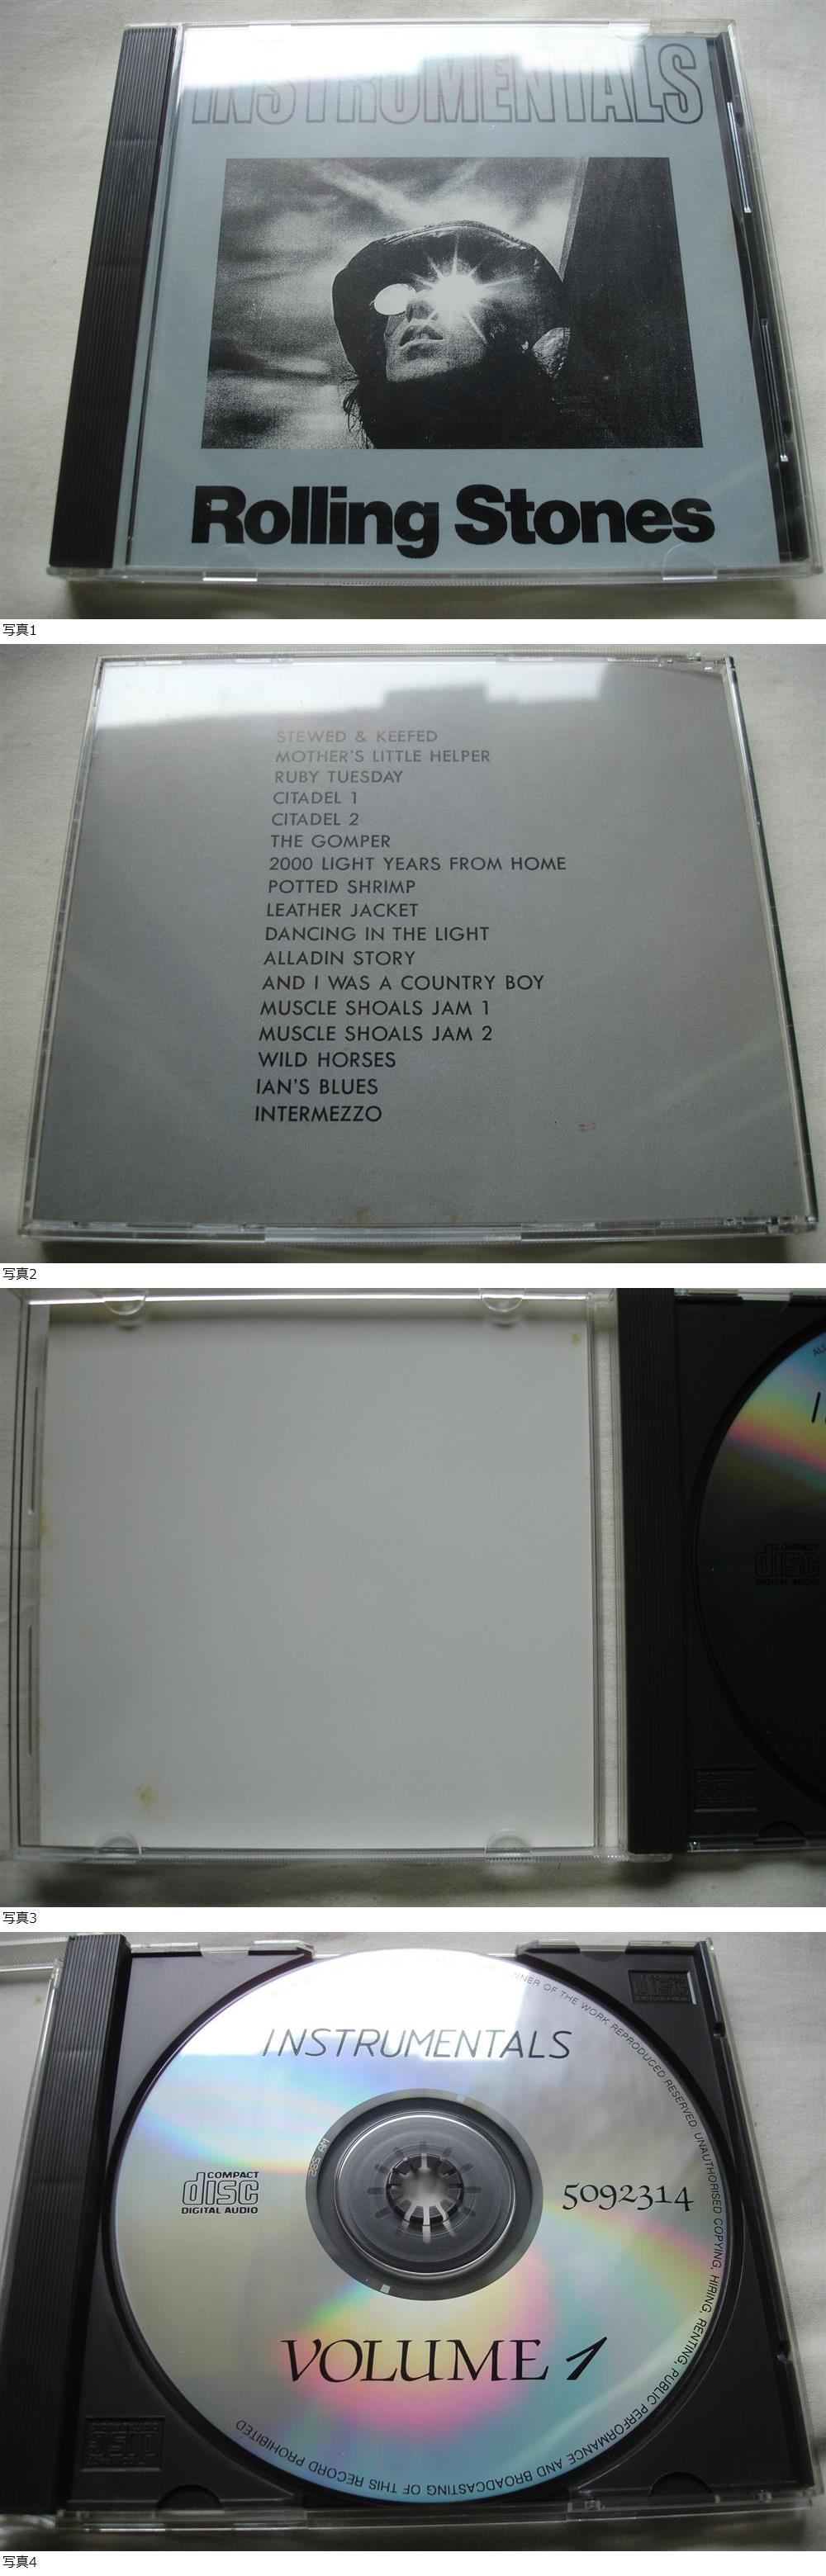 INSTRUMENTALS
Rolling Stones
写真1
STEWED & KEEFED
MOTHER'S LITTLE HELPER
RUBY TUESDAY
CITADEL 1
CITADEL 2
THE GOMPER
2000 LIGHT YEARS FROM HOME
POTTED SHRIMP
LEATHER JACKET
DANCING IN THE LIGHT
ALLADIN STORY
AND I WAS A COUNTRY BOY
MUSCLE SHOALS JAM 1
MUSCLE SHOALS JAM 2
WILD HORSES
IAN'S BLUES
INTERMEZZO
写真2
COMPACT
disc
DIGITAL AUDIO
写真3
INSTRUMENTALS
OF THE WORK REPRODUCED RESERVED. UNAUTHORISED COPYING, HIRING, RENTING, PUBLIC PERFORMANCE AND BROADCASTING OF THIS RECORD PROHIBITED
COMPACT
disc
DIGITAL AUDIO
5092314
VOLUME 1
写真4